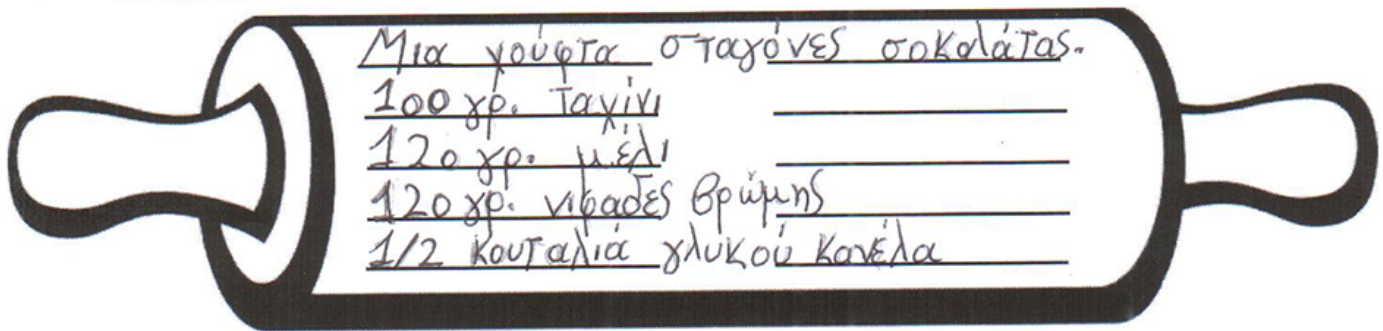 Μια χούφτα σταγόνες σοκολάτας.
100 γρ. ταχίνι
120 γρ. μέλι
120 γρ. νιφάδες βρώμης
1/2 κουταλιά γλυκού κανέλα